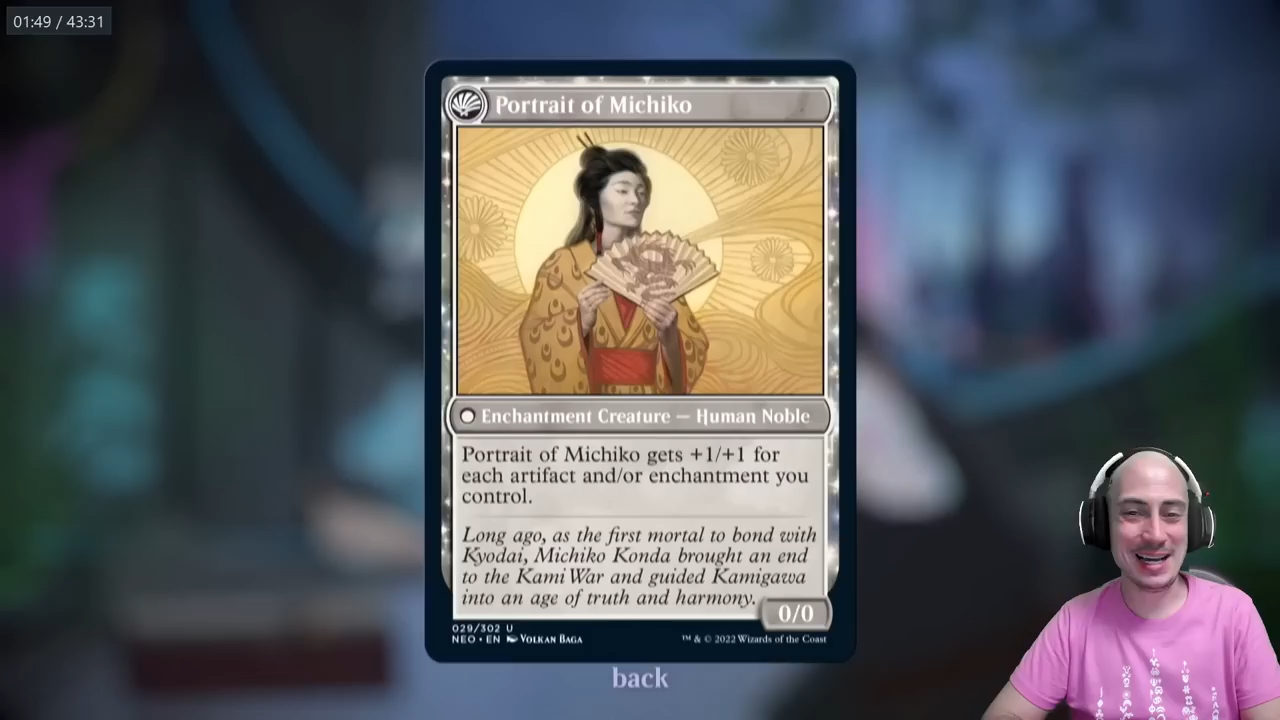 01:49 / 43:31
Portrait of Michiko
Enchantment Creature — Human Noble
Portrait of Michiko gets +1/+1 for
each artifact and/or enchantment you
control.
Long ago, as the first mortal to bond with
Kyodai, Michiko Konda brought an end
to the Kami War and guided Kamigawa
into an age of truth and harmony.
0/0
029/302 U
NEO • EN VOLKAN BAGA
™ & © 2022 Wizards of the Coast
back